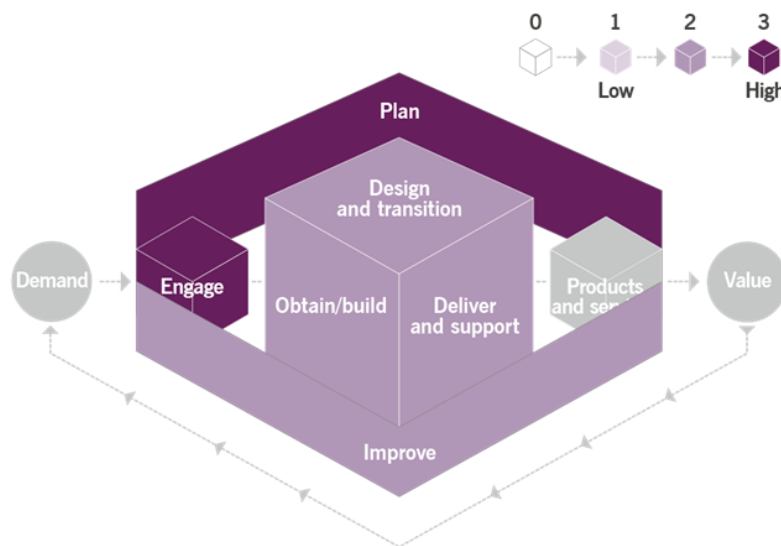 0 1 2 3
Low High
Plan
Design
and transition
Demand
Engage
Obtain/build
Deliver
and support
Products
and
Value
Improve